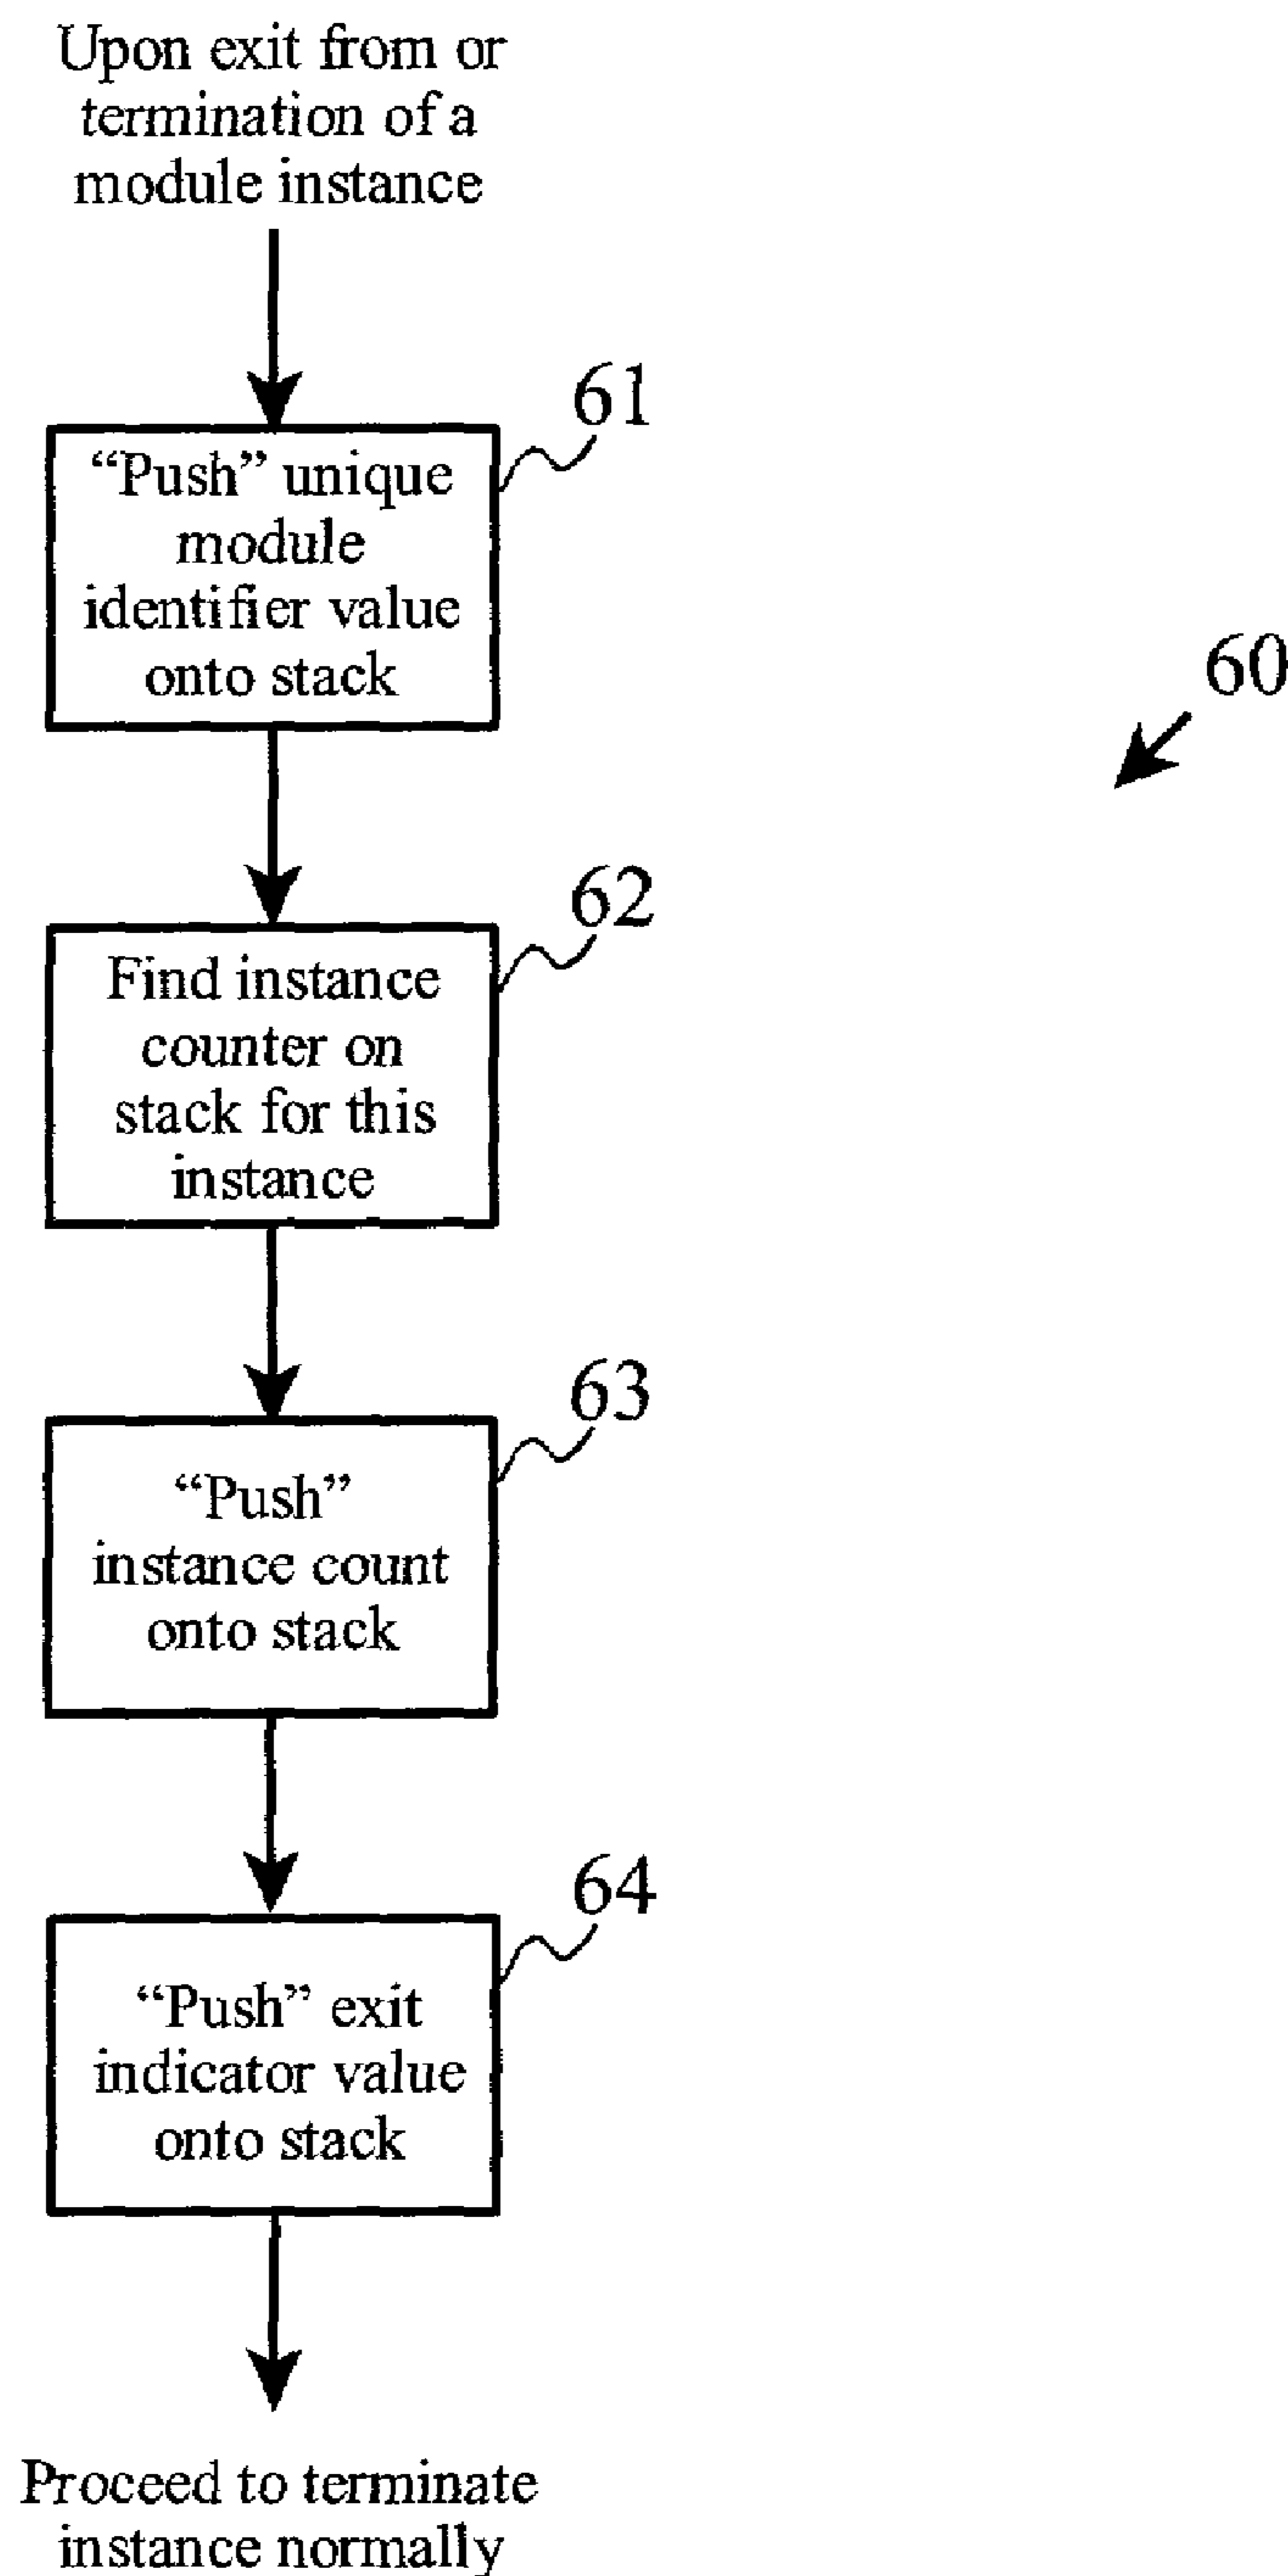 Upon exit from or
termination of a
module instance
61
“Push” unique
module
identifier value
onto stack
60
62
Find instance
counter on
stack for this
instance
63
“Push”
instance count
onto stack
64
“Push” exit
indicator value
onto stack
Proceed to terminate
instance normally